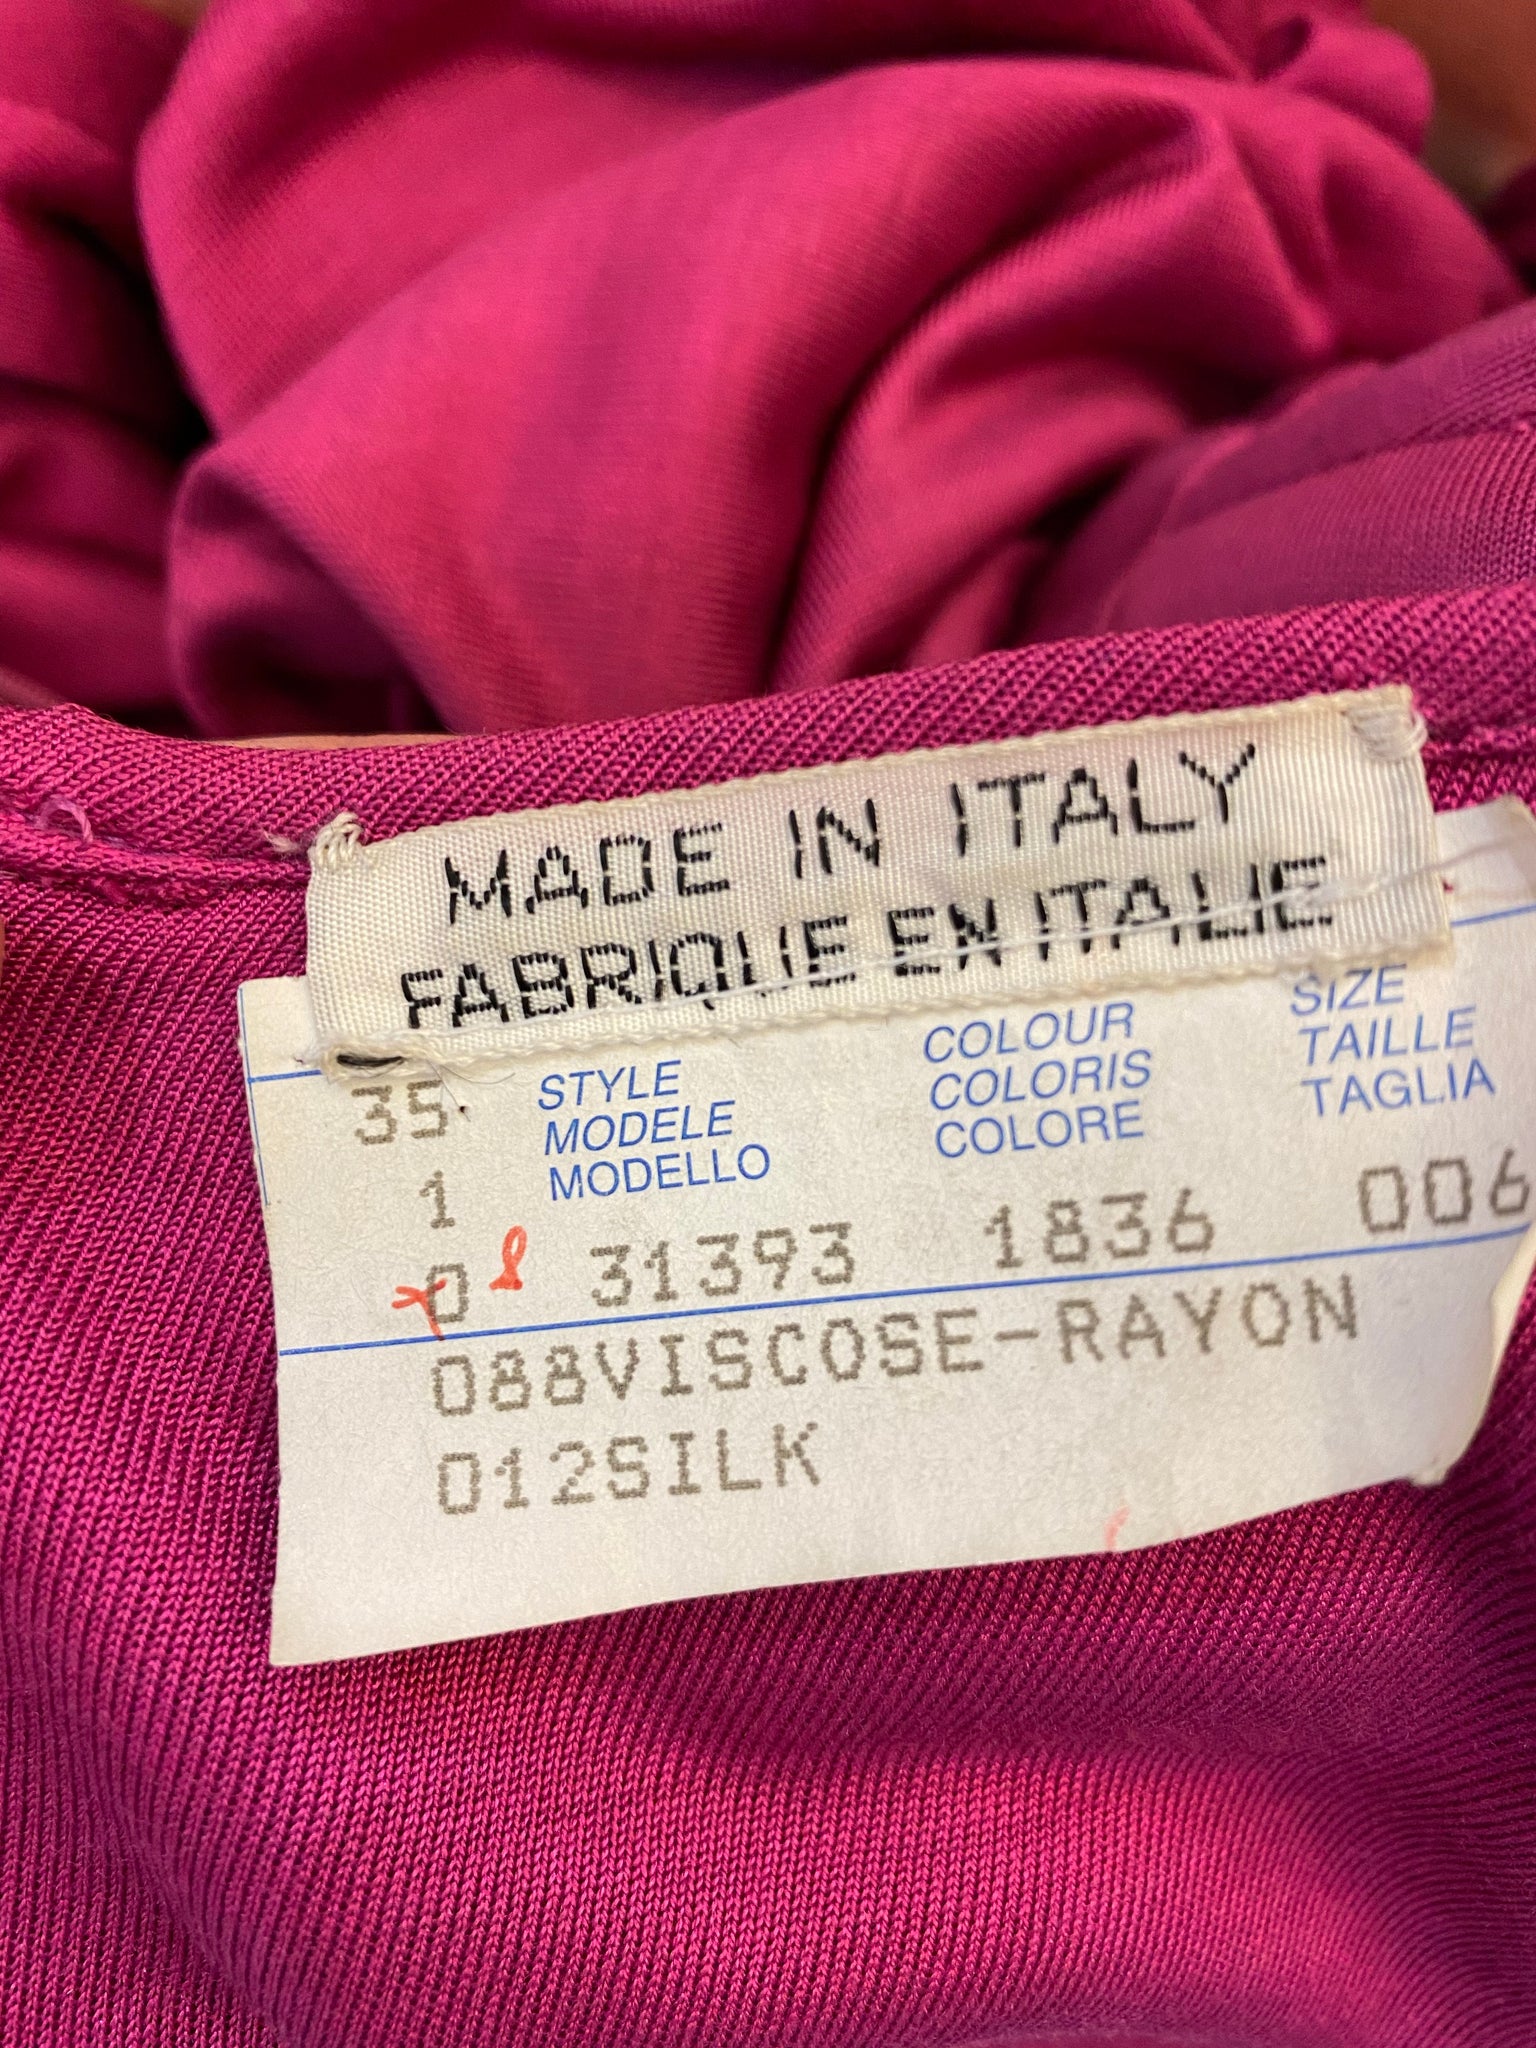 MADE IN ITALY
FABRIQUE EN ITALIE
35
1
0
STYLE
MODELE
MODELLO
31393
COLOUR
COLORIS
COLORE
1836
SIZE
TAILLE
TAGLIA
006
088VISCOSE-RAYON
012SILK